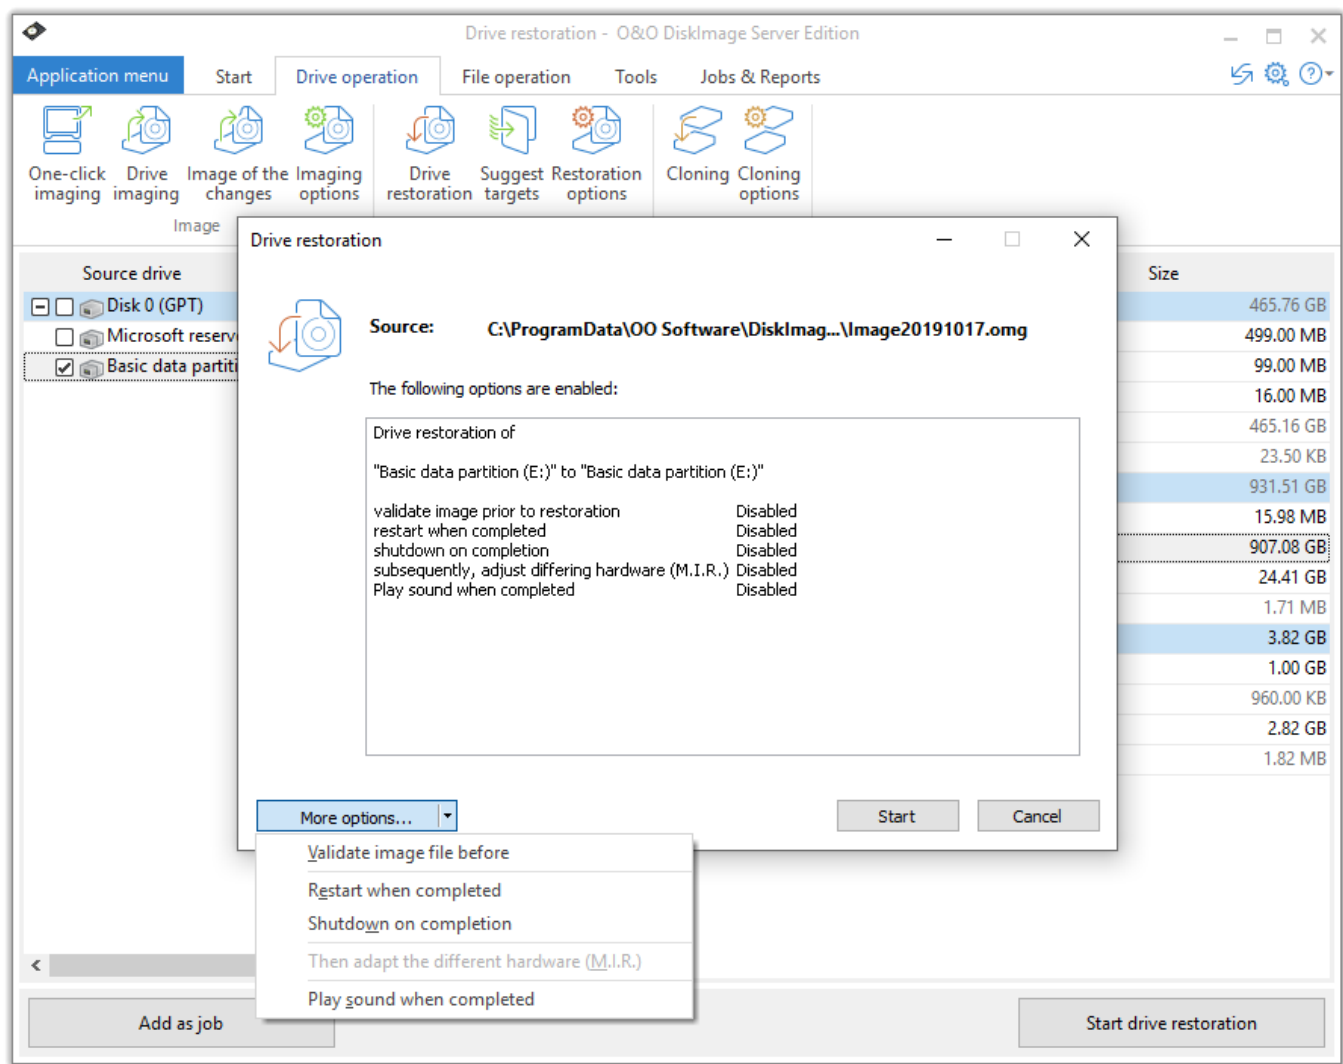 Drive restoration - O&O DiskImage Server Edition
Application menu Start Drive operation File operation Tools Jobs & Reports
One-click imaging
Drive imaging
Image of the changes
Imaging options
Drive restoration
Suggest targets
Restoration options
Cloning
Cloning options
Image
Source drive
Size
Disk 0 (GPT)
Microsoft reserv
Basic data partiti
465.76 GB
499.00 MB
99.00 MB
16.00 MB
465.16 GB
23.50 KB
931.51 GB
15.98 MB
907.08 GB
24.41 GB
1.71 MB
3.82 GB
1.00 GB
960.00 KB
2.82 GB
1.82 MB
Drive restoration
Source: C:\ProgramData\OO Software\DiskImag...\Image20191017.omg
The following options are enabled:
Drive restoration of
"Basic data partition (E:)" to "Basic data partition (E:)"
validate image prior to restoration Disabled
restart when completed Disabled
shutdown on completion Disabled
subsequently, adjust differing hardware (M.I.R.) Disabled
Play sound when completed Disabled
More options... Start Cancel
Validate image file before
Restart when completed
Shutdown on completion
Then adapt the different hardware (M.I.R.)
Play sound when completed
Add as job
Start drive restoration